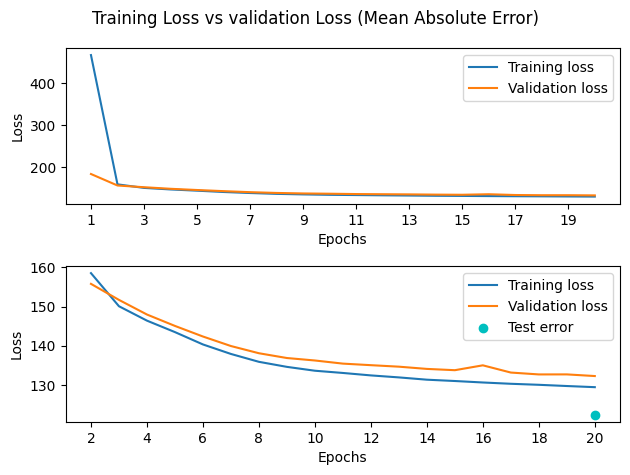 Training Loss vs validation Loss (Mean Absolute Error)
400
300
200
Loss
Training loss
Validation loss
1 3 5 7 9 11 13 15 17 19
Epochs
160
150
140
130
Loss
Training loss
Validation loss
Test error
2 4 6 8 10 12 14 16 18 20
Epochs